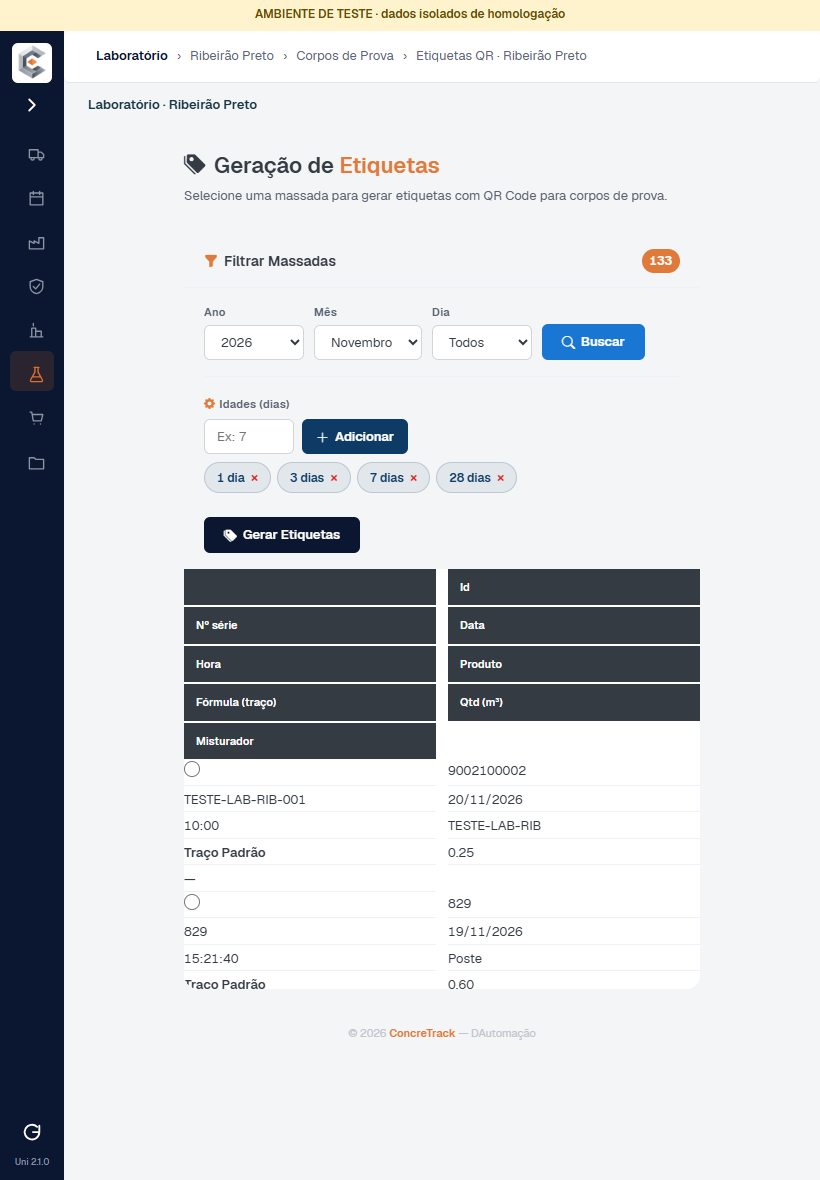 AMBIENTE DE TESTE · dados isolados de homologação
Laboratório › Ribeirão Preto › Corpos de Prova › Etiquetas QR · Ribeirão Preto
Laboratório · Ribeirão Preto
Geração de Etiquetas
Selecione uma massada para gerar etiquetas com QR Code para corpos de prova.
Filtrar Massadas 133
Ano Mês Dia
2026 Novembro Todos Buscar
Idades (dias)
Ex: 7 + Adicionar
1 dia × 3 dias × 7 dias × 28 dias ×
Gerar Etiquetas
Id
Nº série Data
Hora Produto
Fórmula (traço) Qtd (m³)
Misturador
9002100002
TESTE-LAB-RIB-001 20/11/2026
10:00 TESTE-LAB-RIB
Traço Padrão 0.25
—
829
829 19/11/2026
15:21:40 Poste
Traço Padrão 0.60
© 2026 ConcreTrack — DAutomação
Uni 2.1.0